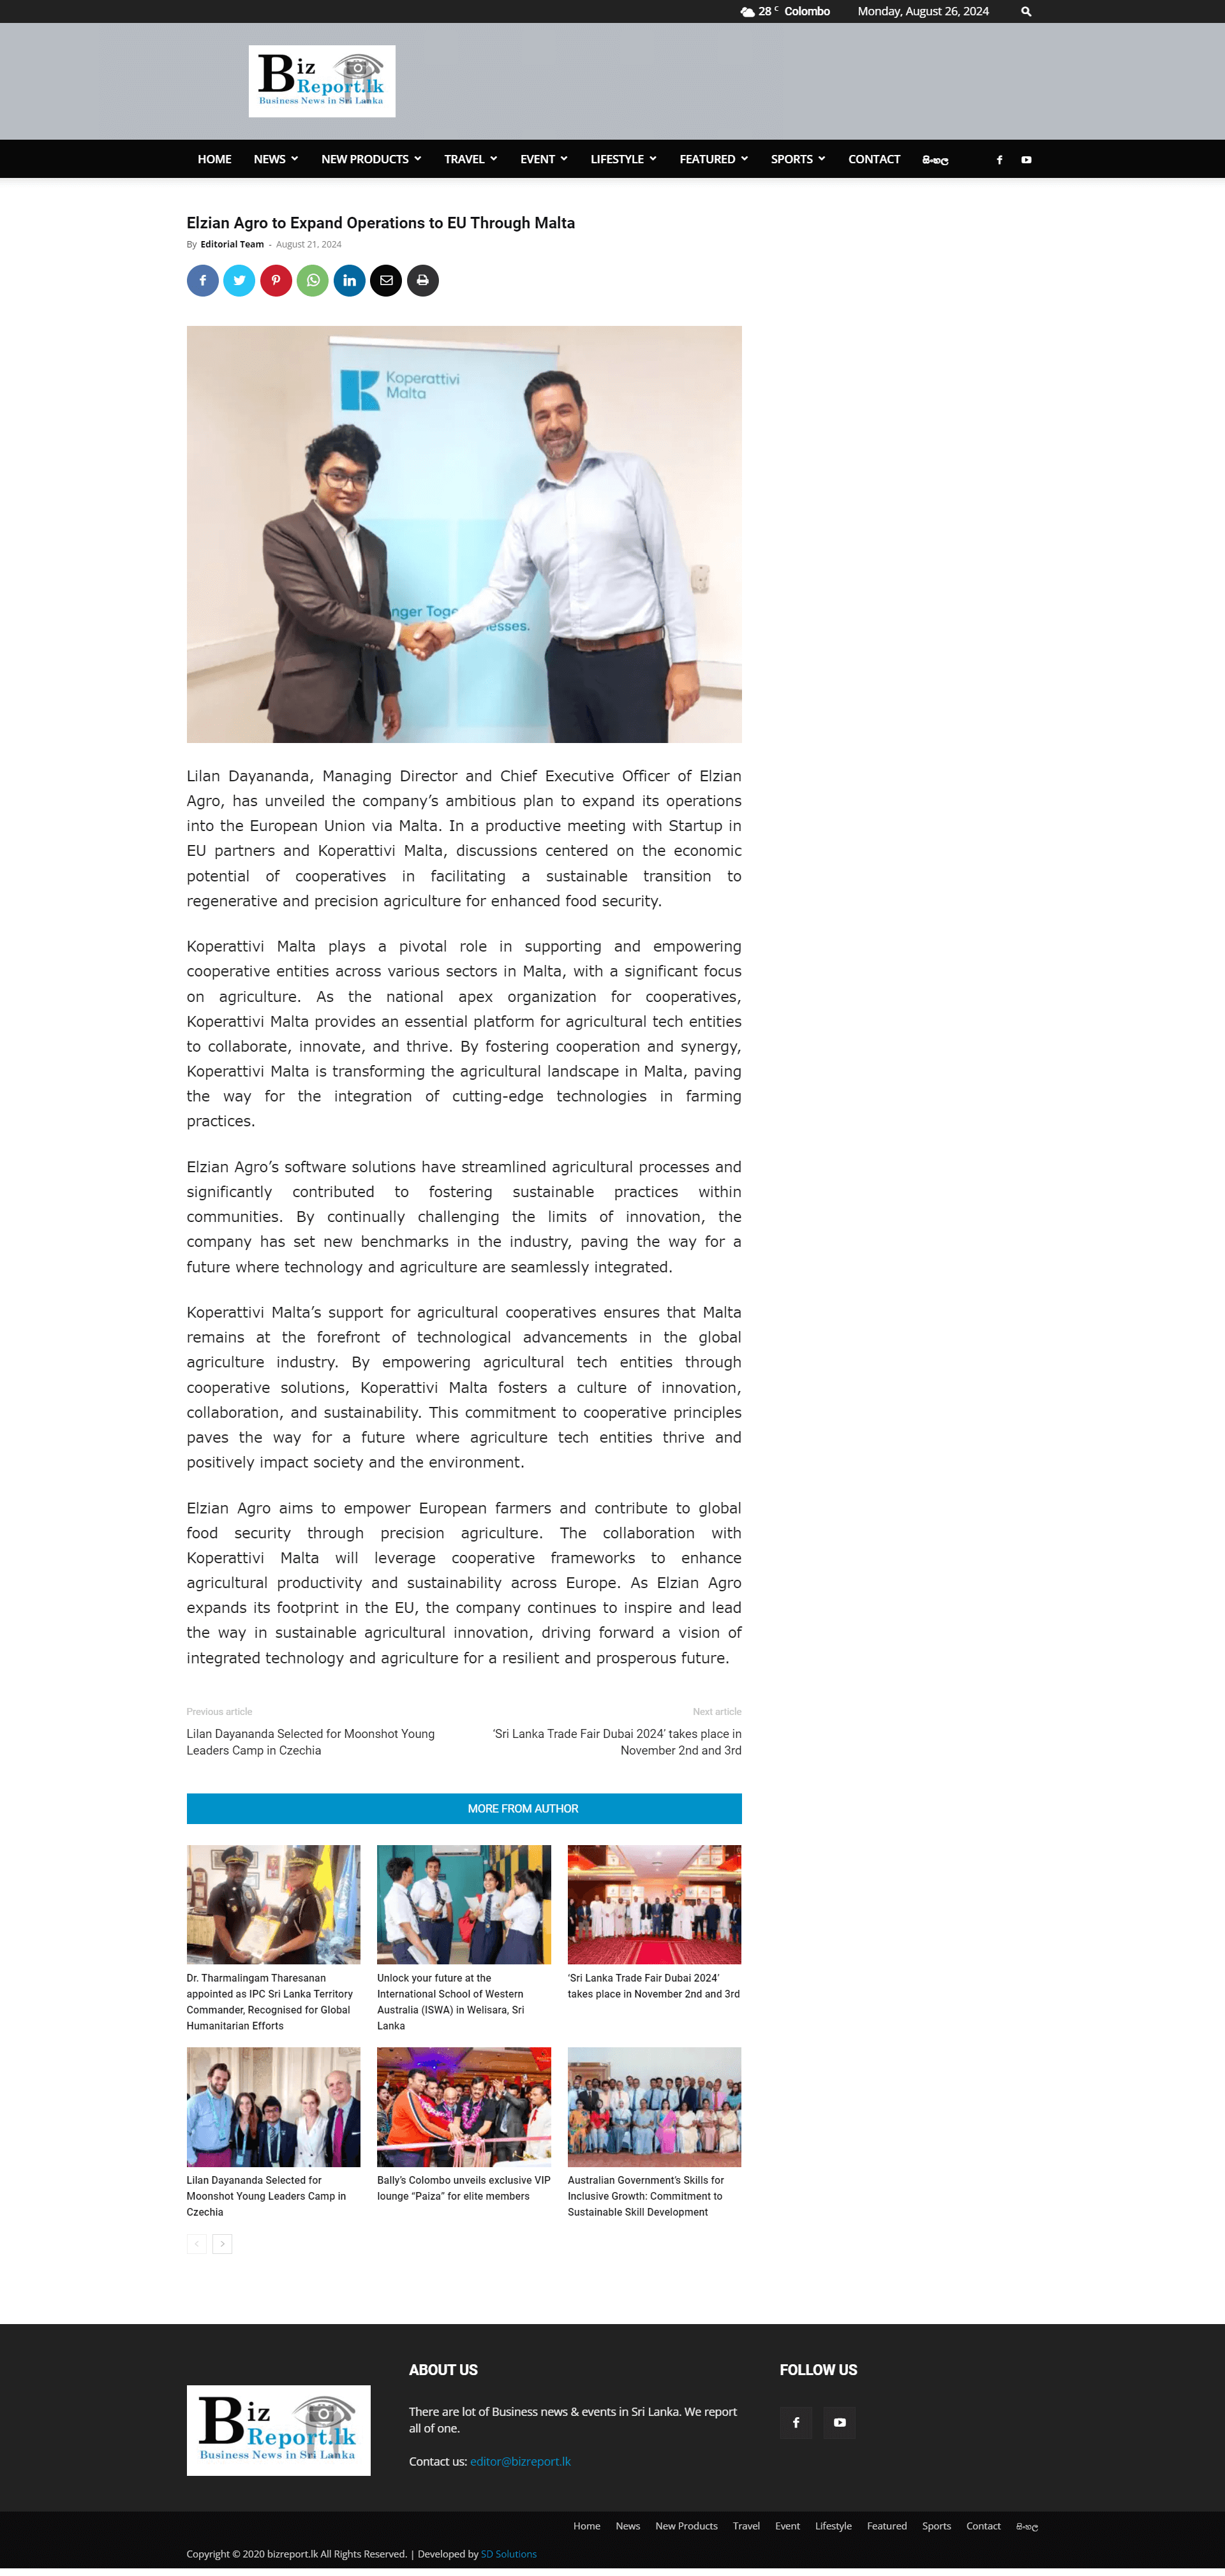 28 C Colombo Monday, August 26, 2024
Biz
Report.lk
Business News in Sri Lanka
HOME NEWS NEW PRODUCTS TRAVEL EVENT LIFESTYLE FEATURED SPORTS CONTACT සිංහල
Elzian Agro to Expand Operations to EU Through Malta
By Editorial Team - August 21, 2024
Koperattivi
Malta
Lilan Dayananda, Managing Director and Chief Executive Officer of Elzian
Agro, has unveiled the company’s ambitious plan to expand its operations
into the European Union via Malta. In a productive meeting with Startup in
EU partners and Koperattivi Malta, discussions centered on the economic
potential of cooperatives in facilitating a sustainable transition to
regenerative and precision agriculture for enhanced food security.
Koperattivi Malta plays a pivotal role in supporting and empowering
cooperative entities across various sectors in Malta, with a significant focus
on agriculture. As the national apex organization for cooperatives,
Koperattivi Malta provides an essential platform for agricultural tech entities
to collaborate, innovate, and thrive. By fostering cooperation and synergy,
Koperattivi Malta is transforming the agricultural landscape in Malta, paving
the way for the integration of cutting-edge technologies in farming
practices.
Elzian Agro’s software solutions have streamlined agricultural processes and
significantly contributed to fostering sustainable practices within
communities. By continually challenging the limits of innovation, the
company has set new benchmarks in the industry, paving the way for a
future where technology and agriculture are seamlessly integrated.
Koperattivi Malta’s support for agricultural cooperatives ensures that Malta
remains at the forefront of technological advancements in the global
agriculture industry. By empowering agricultural tech entities through
cooperative solutions, Koperattivi Malta fosters a culture of innovation,
collaboration, and sustainability. This commitment to cooperative principles
paves the way for a future where agriculture tech entities thrive and
positively impact society and the environment.
Elzian Agro aims to empower European farmers and contribute to global
food security through precision agriculture. The collaboration with
Koperattivi Malta will leverage cooperative frameworks to enhance
agricultural productivity and sustainability across Europe. As Elzian Agro
expands its footprint in the EU, the company continues to inspire and lead
the way in sustainable agricultural innovation, driving forward a vision of
integrated technology and agriculture for a resilient and prosperous future.
Previous article
Lilan Dayananda Selected for Moonshot Young
Leaders Camp in Czechia
Next article
‘Sri Lanka Trade Fair Dubai 2024’ takes place in
November 2nd and 3rd
MORE FROM AUTHOR
Dr. Tharmalingam Tharesanan
appointed as IPC Sri Lanka Territory
Commander, Recognised for Global
Humanitarian Efforts
Unlock your future at the
International School of Western
Australia (ISWA) in Welisara, Sri
Lanka
‘Sri Lanka Trade Fair Dubai 2024’
takes place in November 2nd and 3rd
Lilan Dayananda Selected for
Moonshot Young Leaders Camp in
Czechia
Bally’s Colombo unveils exclusive VIP
lounge “Paiza” for elite members
Australian Government’s Skills for
Inclusive Growth: Commitment to
Sustainable Skill Development
Biz
Report.lk
Business News in Sri Lanka
ABOUT US
There are lot of Business news & events in Sri Lanka. We report
all of one.
Contact us: editor@bizreport.lk
FOLLOW US
Home News New Products Travel Event Lifestyle Featured Sports Contact සිංහල
Copyright © 2020 bizreport.lk All Rights Reserved. | Developed by SD Solutions